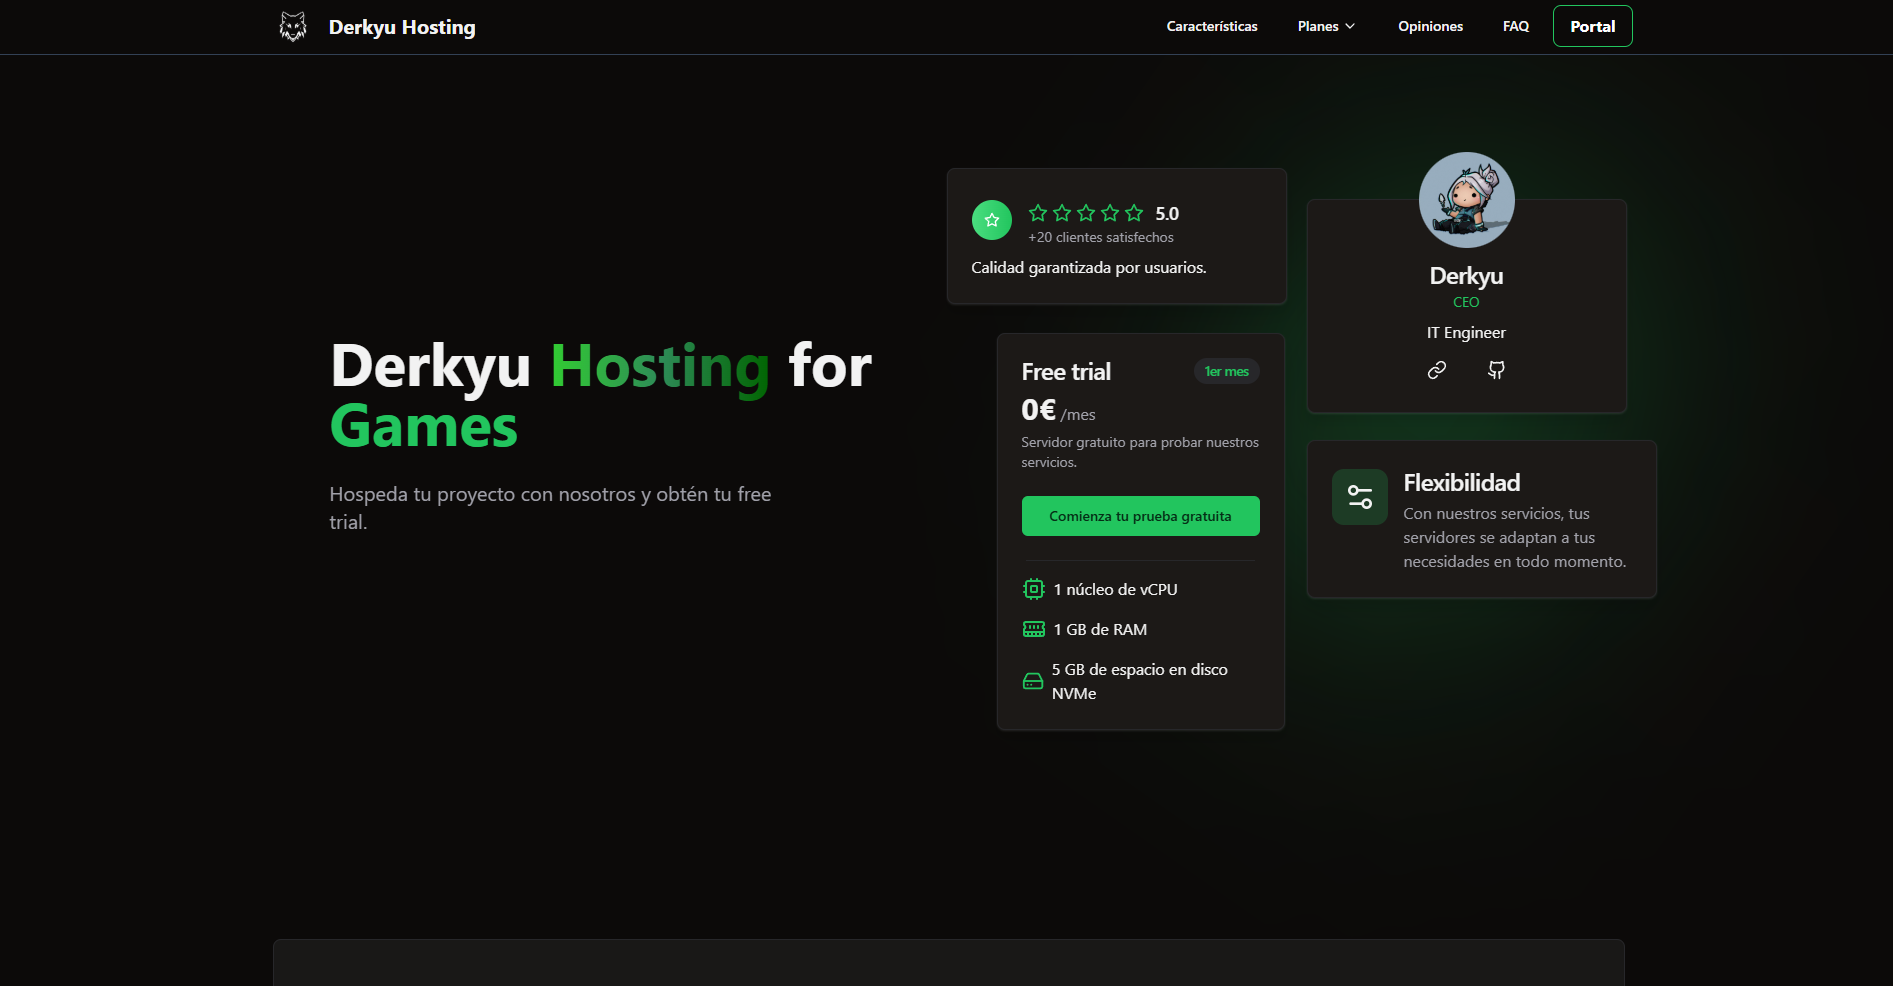 Derkyu Hosting
Características
Planes
Opiniones
FAQ
Portal
Derkyu Hosting for
Games
Hospeda tu proyecto con nosotros y obtén tu free
trial.
5.0
+20 clientes satisfechos
Calidad garantizada por usuarios.
Free trial
1er mes
0€ /mes
Servidor gratuito para probar nuestros
servicios.
Comienza tu prueba gratuita
1 núcleo de vCPU
1 GB de RAM
5 GB de espacio en disco
NVMe
Derkyu
CEO
IT Engineer
Flexibilidad
Con nuestros servicios, tus
servidores se adaptan a tus
necesidades en todo momento.